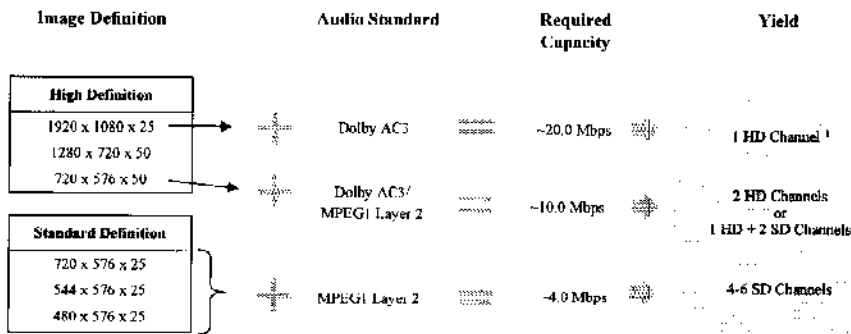 Image Definition Audio Standard Required Capacity Yield
High Definition
1920 x 1080 x 25 + Dolby AC3 = ~20.0 Mbps 1 HD Channel 1
1280 x 720 x 50
720 x 576 x 50 + Dolby AC3/ MPEG1 Layer 2 = ~10.0 Mbps 2 HD Channels or 1 HD + 2 SD Channels
Standard Definition
720 x 576 x 25
544 x 576 x 25 + MPEG1 Layer 2 = ~4.0 Mbps 4-6 SD Channels
480 x 576 x 25